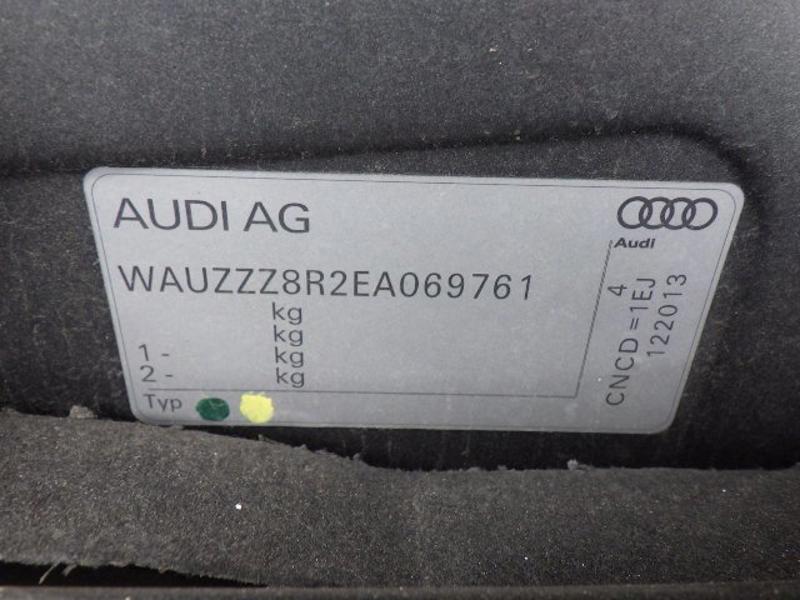 AUDI AG
Audi
WAUZZZ8R2EA069761
kg
kg
1 - kg
2 - kg
Typ
4
CNCD =1EJ
122013